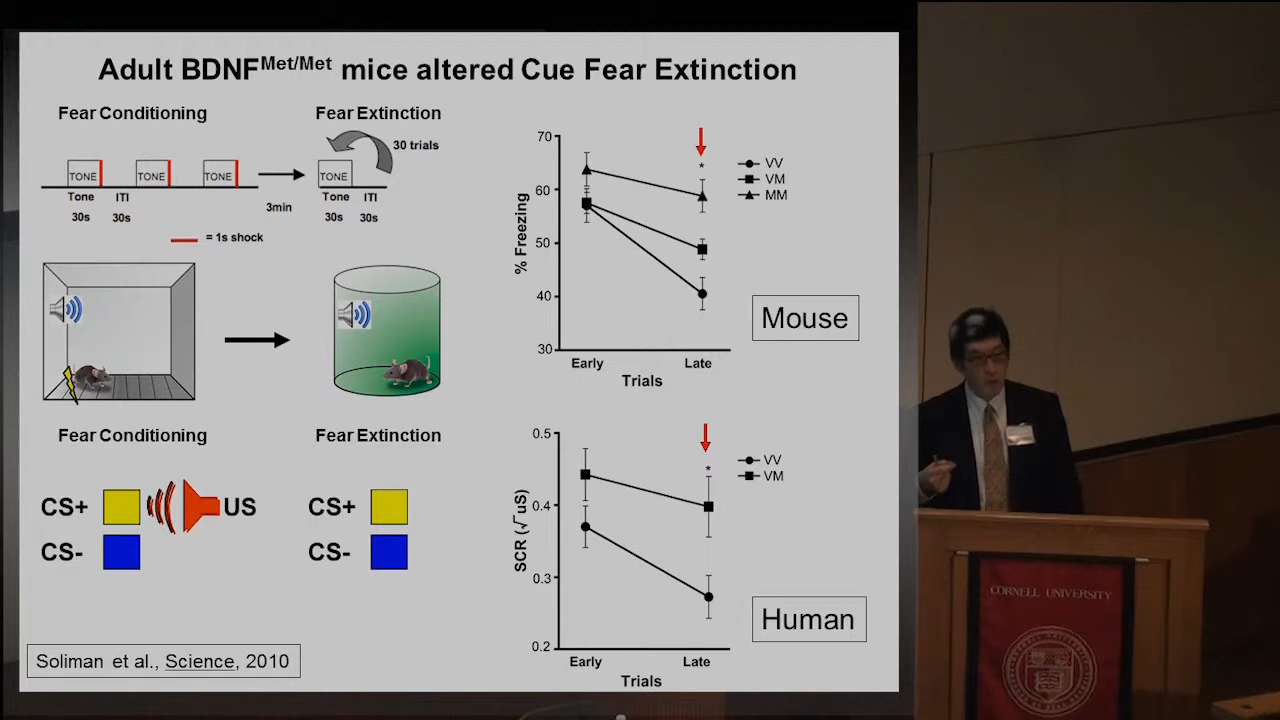 Adult BDNFMet/Met mice altered Cue Fear Extinction
Fear Conditioning
Fear Extinction
30 trials
TONE
TONE
TONE
TONE
Tone
ITI
30s
30s
3min
Tone
ITI
30s
30s
= 1s shock
70
60
50
40
30
% Freezing
*
Early
Late
Trials
VV
VM
MM
Mouse
Fear Conditioning
Fear Extinction
CS+
US
CS-
CS+
CS-
0.5
0.4
0.3
0.2
SCR (√uS)
*
Early
Late
Trials
VV
VM
Human
Soliman et al., Science, 2010
CORNELL UNIVERSITY